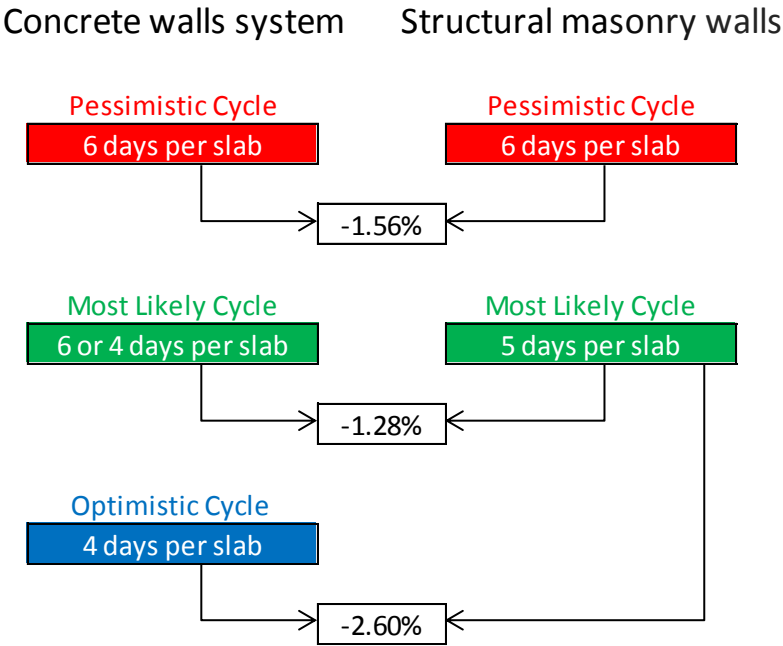 Concrete walls system
Structural masonry walls
Pessimistic Cycle
Pessimistic Cycle
6 days per slab
6 days per slab
-1.56%
Most Likely Cycle
Most Likely Cycle
6 or 4 days per slab
5 days per slab
-1.28%
Optimistic Cycle
4 days per slab
-2.60%